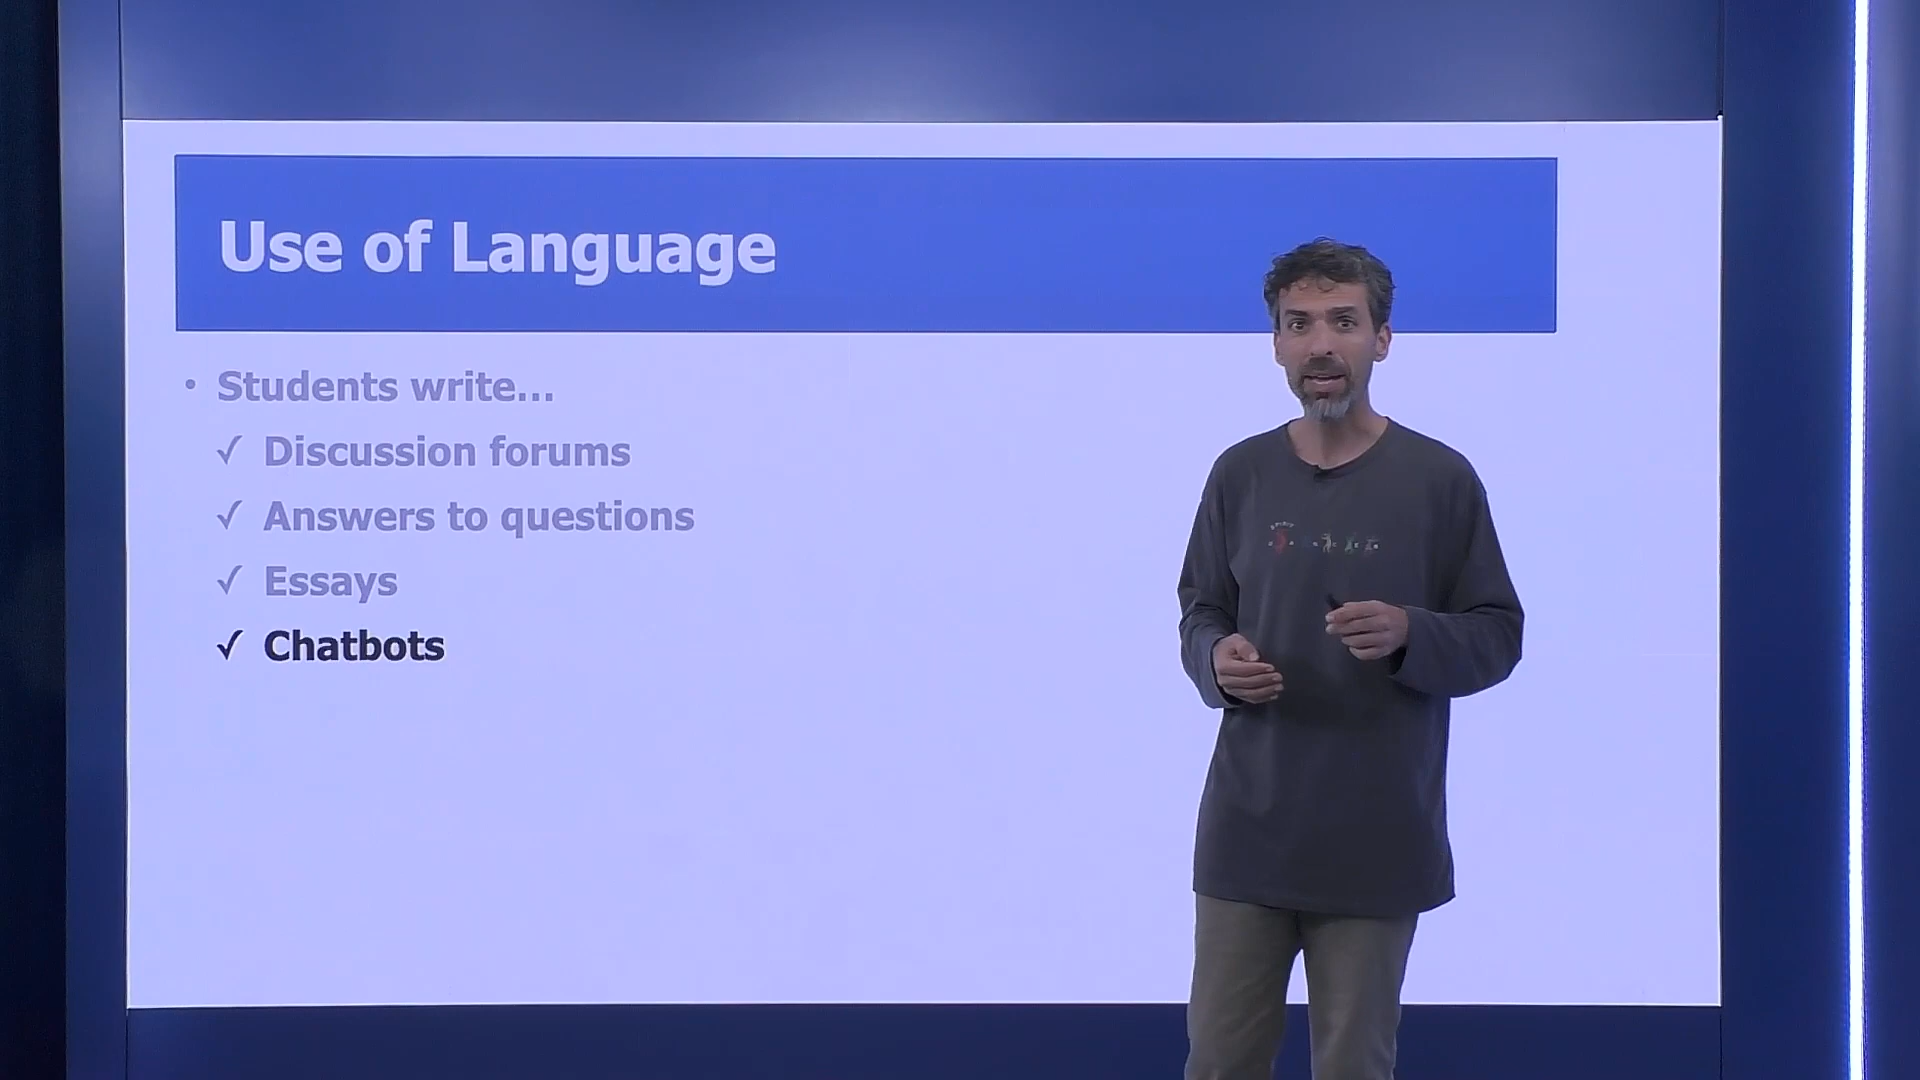 Use of Language
• Students write...
✓ Discussion forums
✓ Answers to questions
✓ Essays
✓ Chatbots